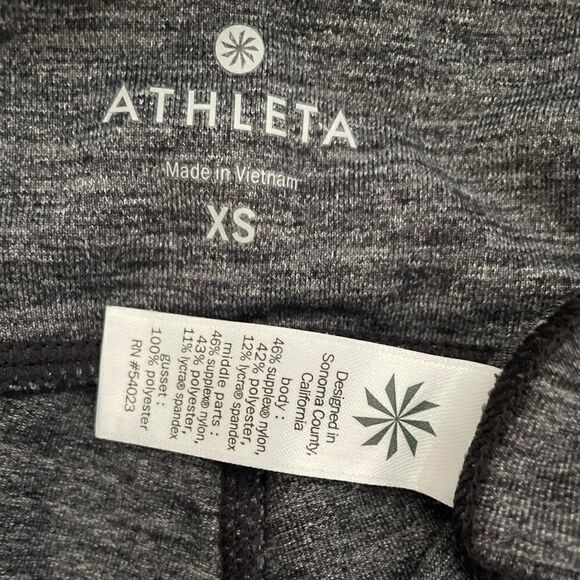 ATHLETA
Made in Vietnam
XS
Designed in
Sonoma County,
California
body :
46% supplex® nylon,
42% polyester,
12% lycra® spandex
middle parts :
46% supplex® nylon,
43% polyester,
11% lycra® spandex
gusset :
100% polyester
RN #54023